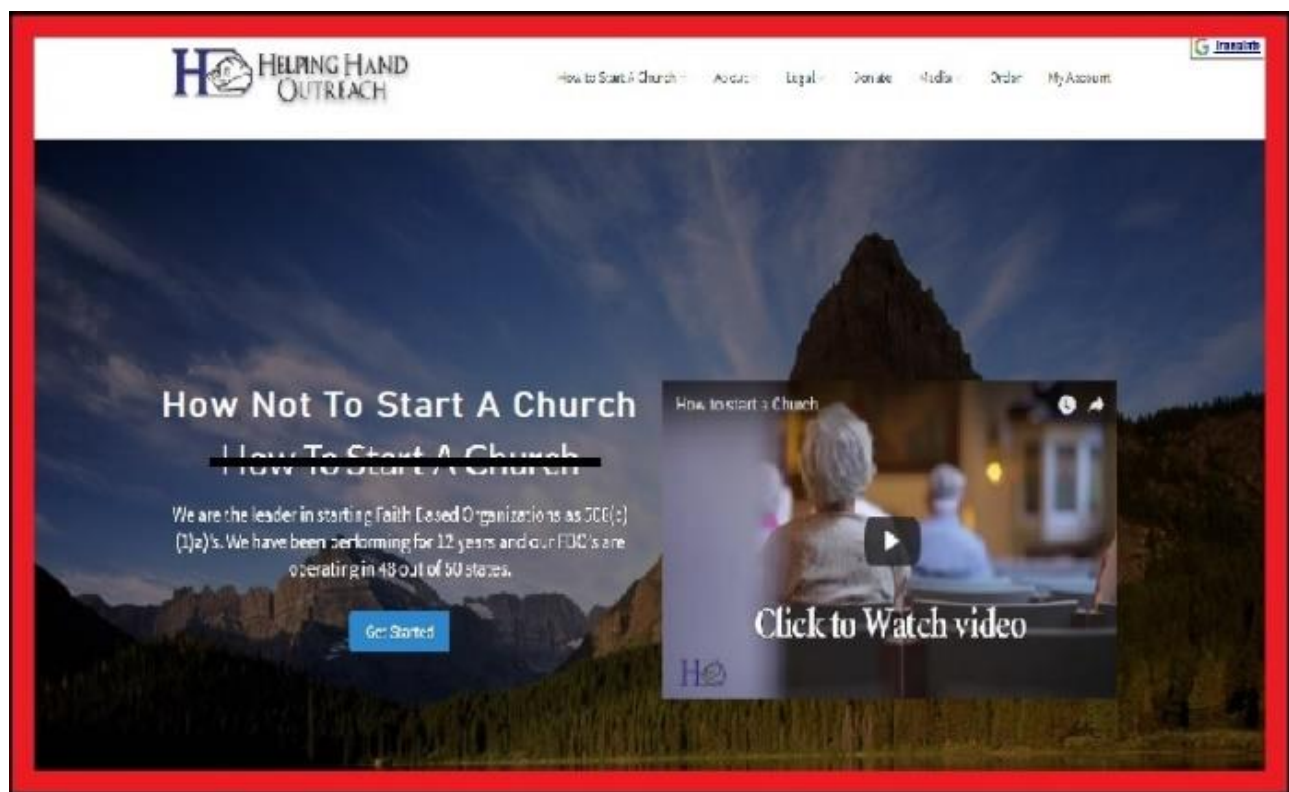 HELPING HAND
OUTREACH
How to Start A Church
About
Legal
Donate
Media
Order
My Account
G Translate
How Not To Start A Church
How To Start A Church
We are the leader in starting Faith Based Organizations as 508(c)
(1)a)'s. We have been performing for 12 years and our FBO's are
operating in 48 out of 50 states.
Get Started
How to start a Church
Click to Watch video
HO